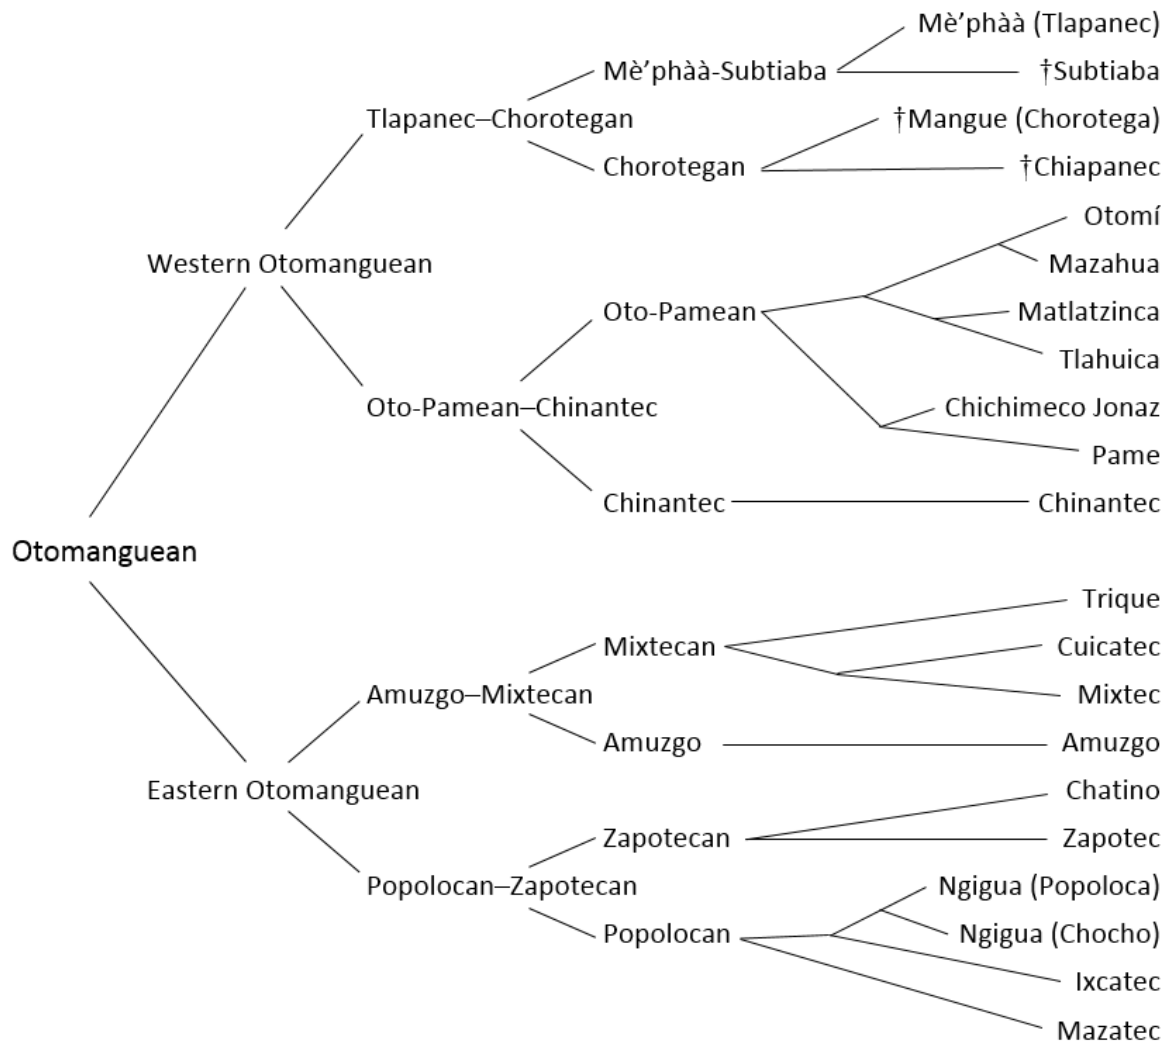 Mè’phàà (Tlapanec)
Mè’phàà-Subtiaba
†Subtiaba
Tlapanec–Chorotegan
†Mangue (Chorotega)
Chorotegan
†Chiapanec
Otomí
Western Otomanguean
Mazahua
Oto-Pamean
Matlatzinca
Tlahuica
Oto-Pamean–Chinantec
Chichimeco Jonaz
Pame
Chinantec
Chinantec
Otomanguean
Trique
Mixtecan
Cuicatec
Amuzgo–Mixtecan
Mixtec
Amuzgo
Amuzgo
Eastern Otomanguean
Chatino
Zapotecan
Zapotec
Popolocan–Zapotecan
Ngigua (Popoloca)
Popolocan
Ngigua (Chocho)
Ixcatec
Mazatec